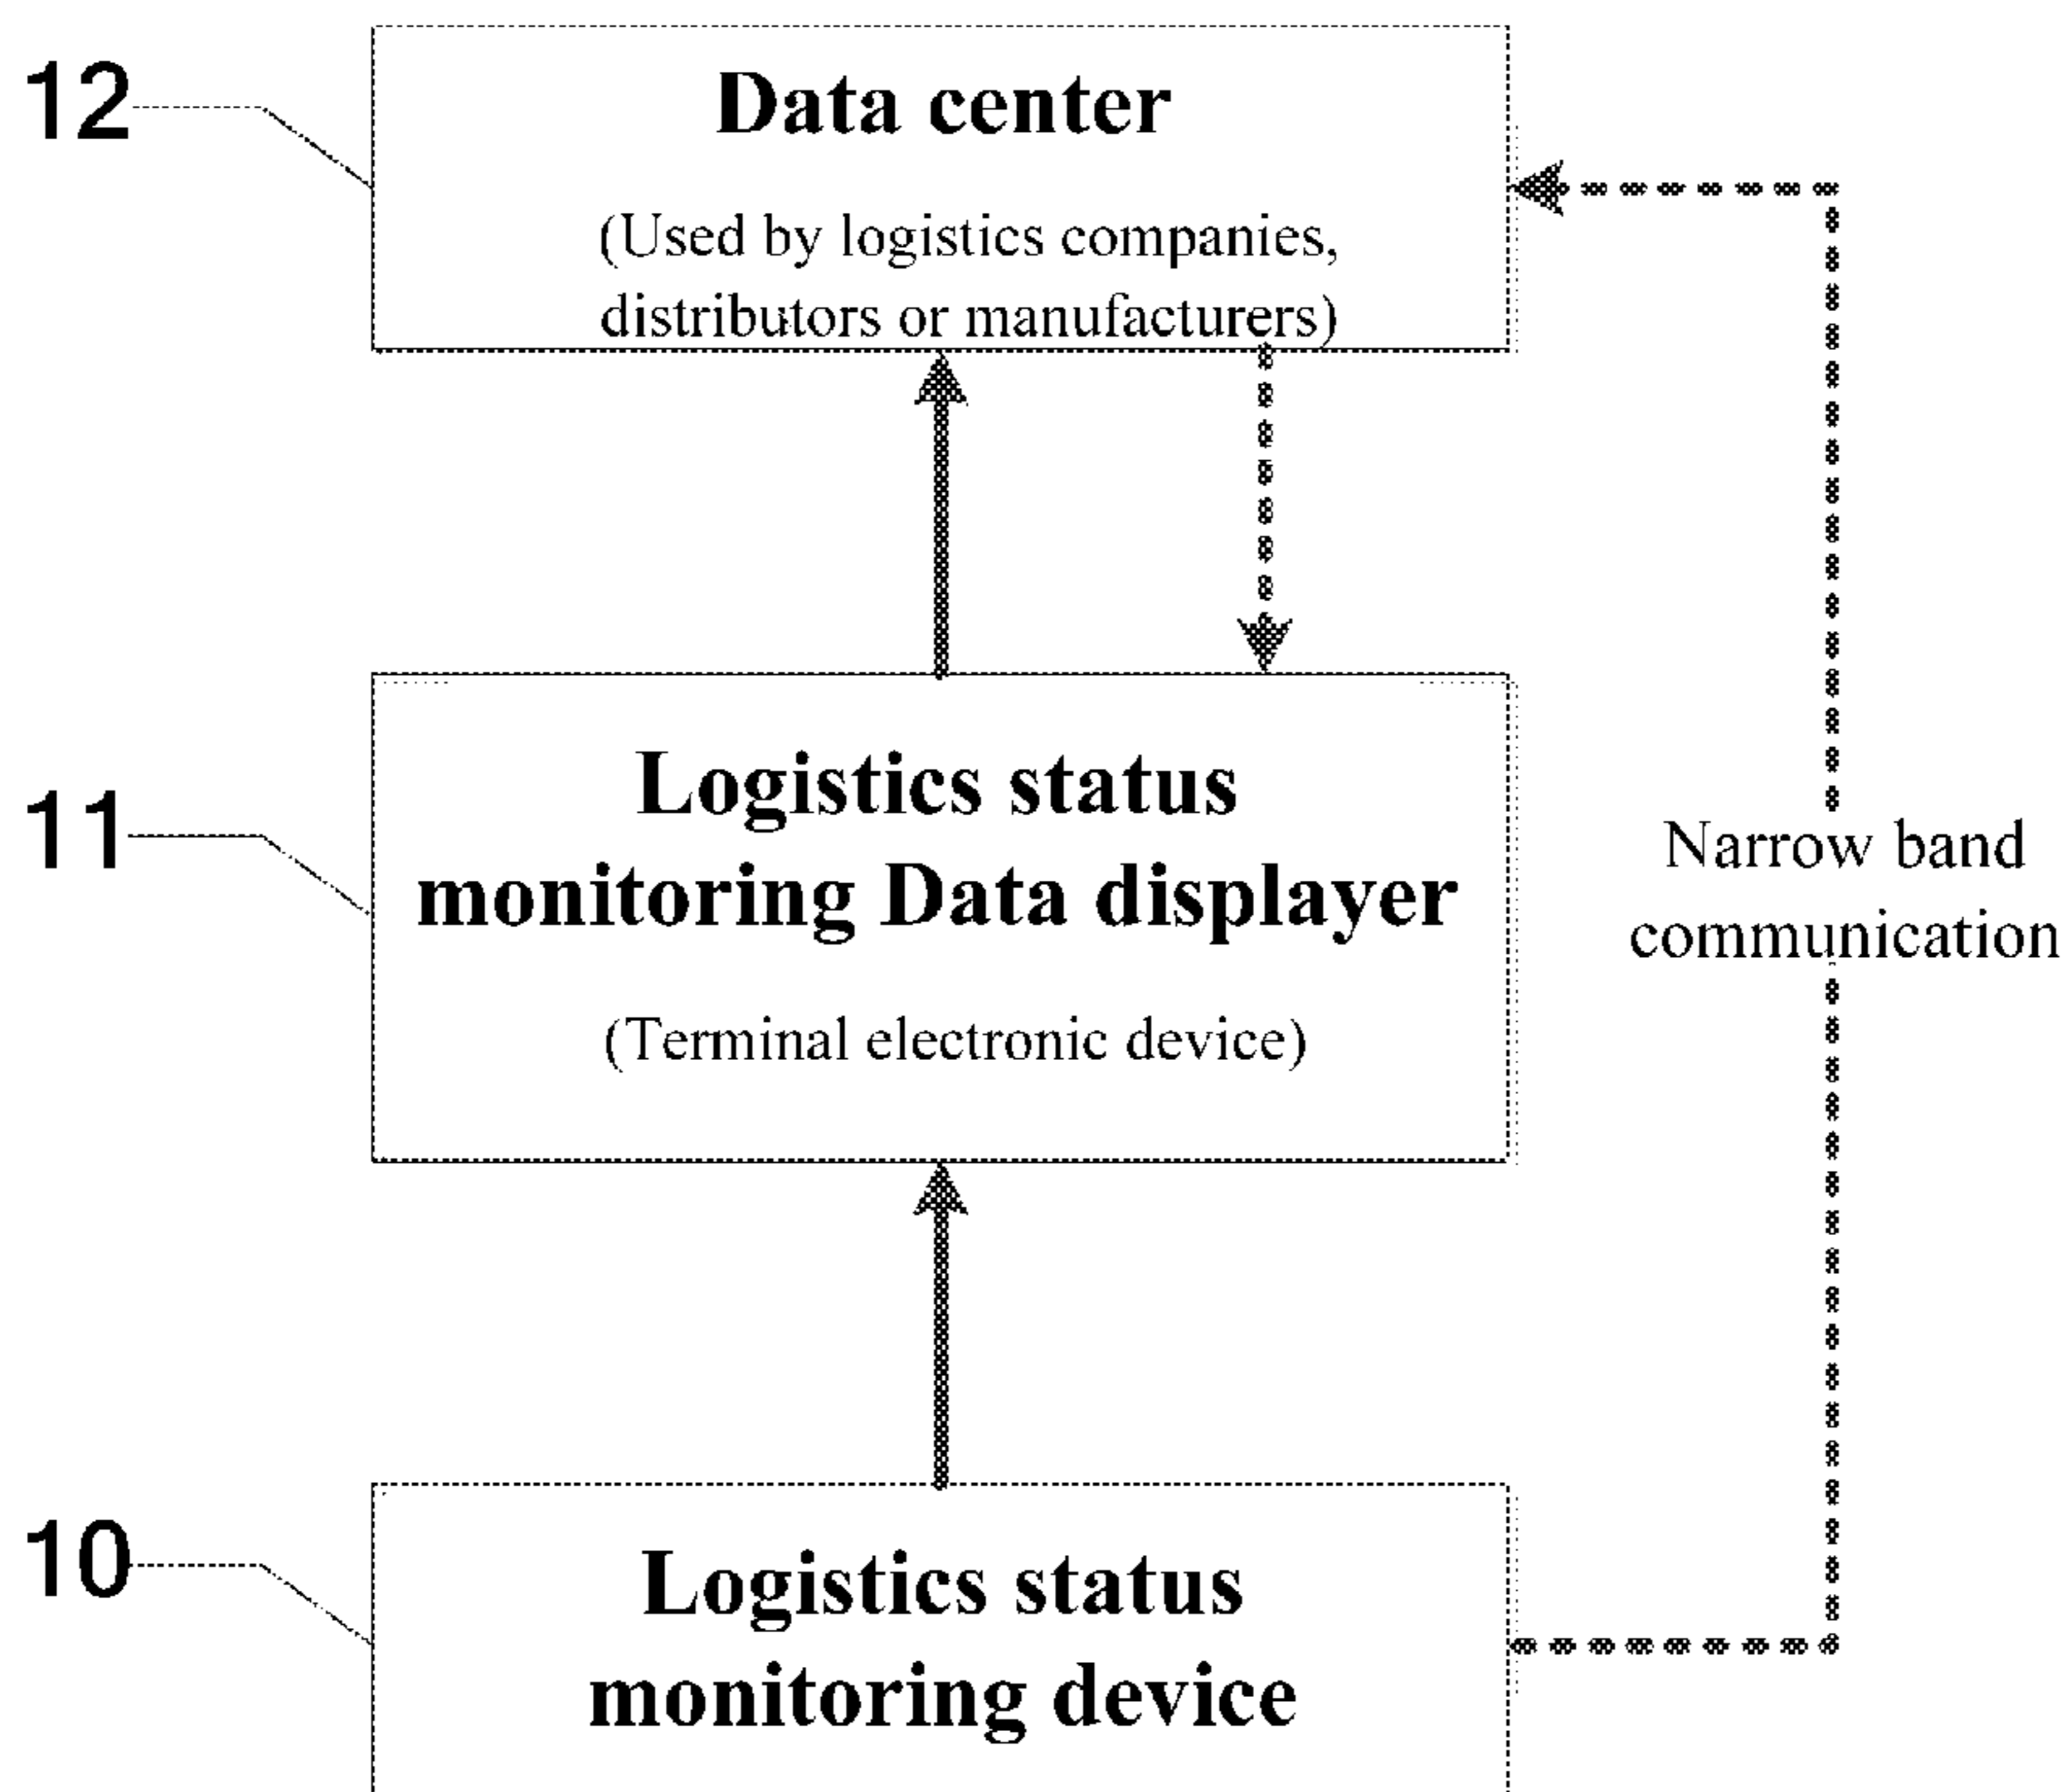 12
Data center
(Used by logistics companies,
distributors or manufacturers)
11
Logistics status
monitoring Data displayer
(Terminal electronic device)
Narrow band
communication
10
Logistics status
monitoring device